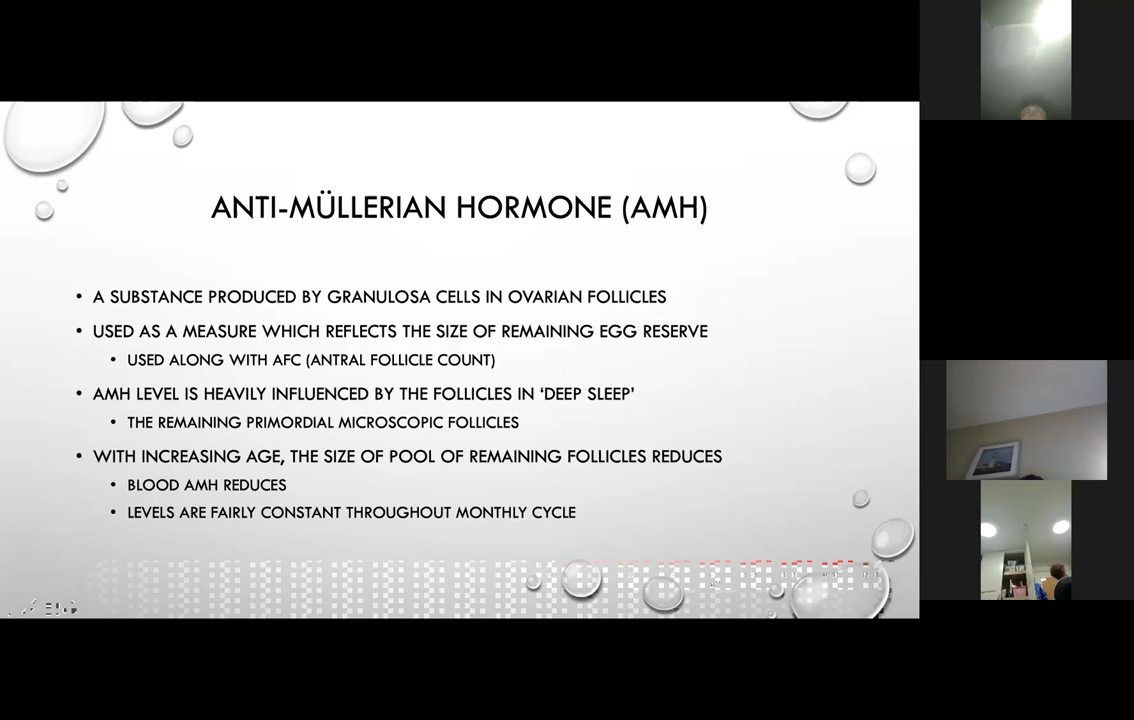 ANTI-MÜLLERIAN HORMONE (AMH)
• A SUBSTANCE PRODUCED BY GRANULOSA CELLS IN OVARIAN FOLLICLES
• USED AS A MEASURE WHICH REFLECTS THE SIZE OF REMAINING EGG RESERVE
• USED ALONG WITH AFC (ANTRAL FOLLICLE COUNT)
• AMH LEVEL IS HEAVILY INFLUENCED BY THE FOLLICLES IN ‘DEEP SLEEP’
• THE REMAINING PRIMORDIAL MICROSCOPIC FOLLICLES
• WITH INCREASING AGE, THE SIZE OF POOL OF REMAINING FOLLICLES REDUCES
• BLOOD AMH REDUCES
• LEVELS ARE FAIRLY CONSTANT THROUGHOUT MONTHLY CYCLE